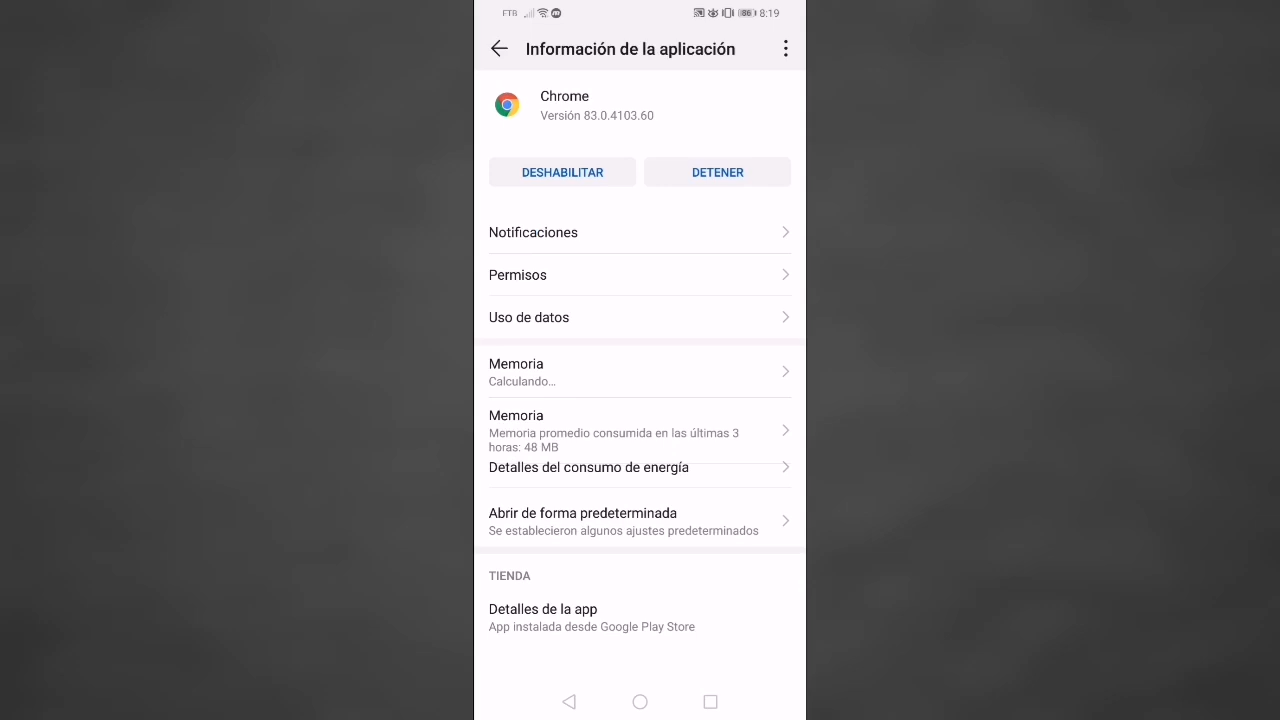 FTB 86 8:19
Información de la aplicación
Chrome
Versión 83.0.4103.60
DESHABILITAR DETENER
Notificaciones
Permisos
Uso de datos
Memoria
Calculando...
Memoria
Memoria promedio consumida en las últimas 3
horas: 48 MB
Detalles del consumo de energía
Abrir de forma predeterminada
Se establecieron algunos ajustes predeterminados
TIENDA
Detalles de la app
App instalada desde Google Play Store